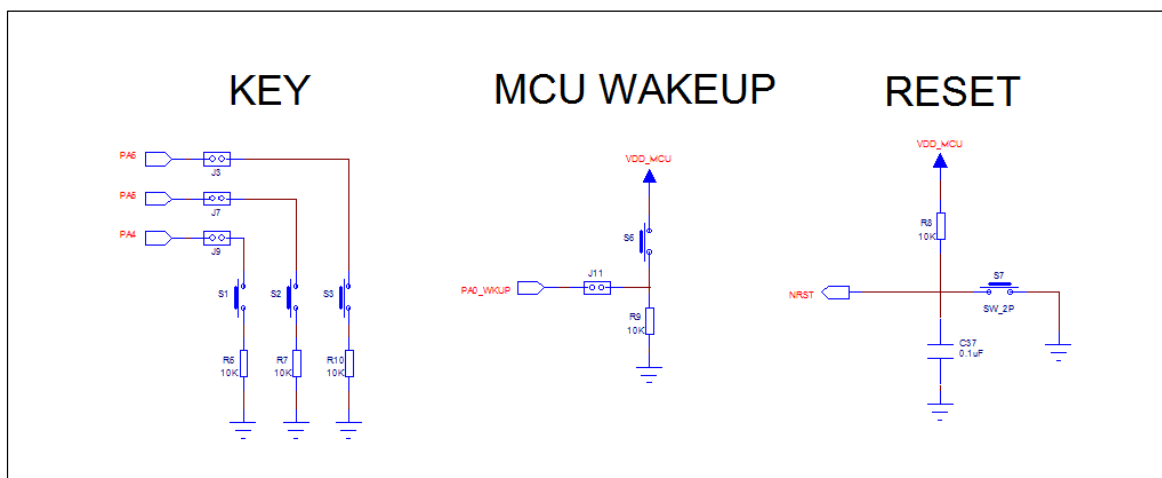 KEY
MCU WAKEUP
RESET
PA6
J3
PA5
J7
PA4
J9
S1
S2
S3
R6
10K
R7
10K
R10
10K
VDD_MCU
S6
J11
PA0_WKUP
R9
10K
VDD_MCU
R8
10K
S7
SW_2P
NRST
C37
0.1uF